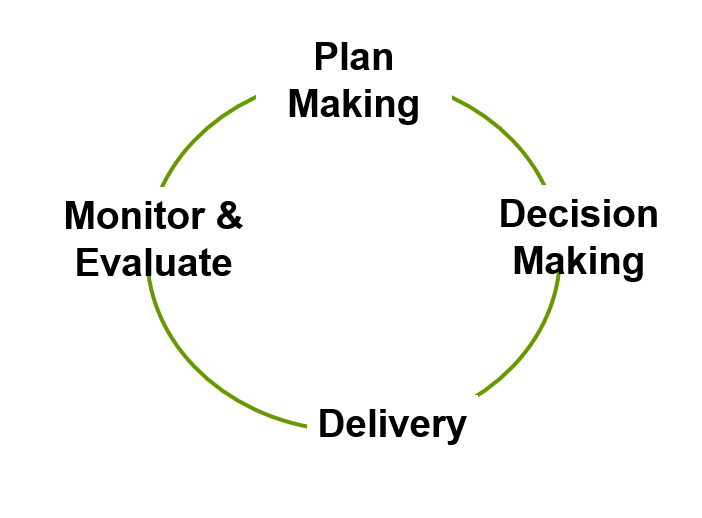 Plan
Making
Decision
Making
Delivery
Monitor &
Evaluate